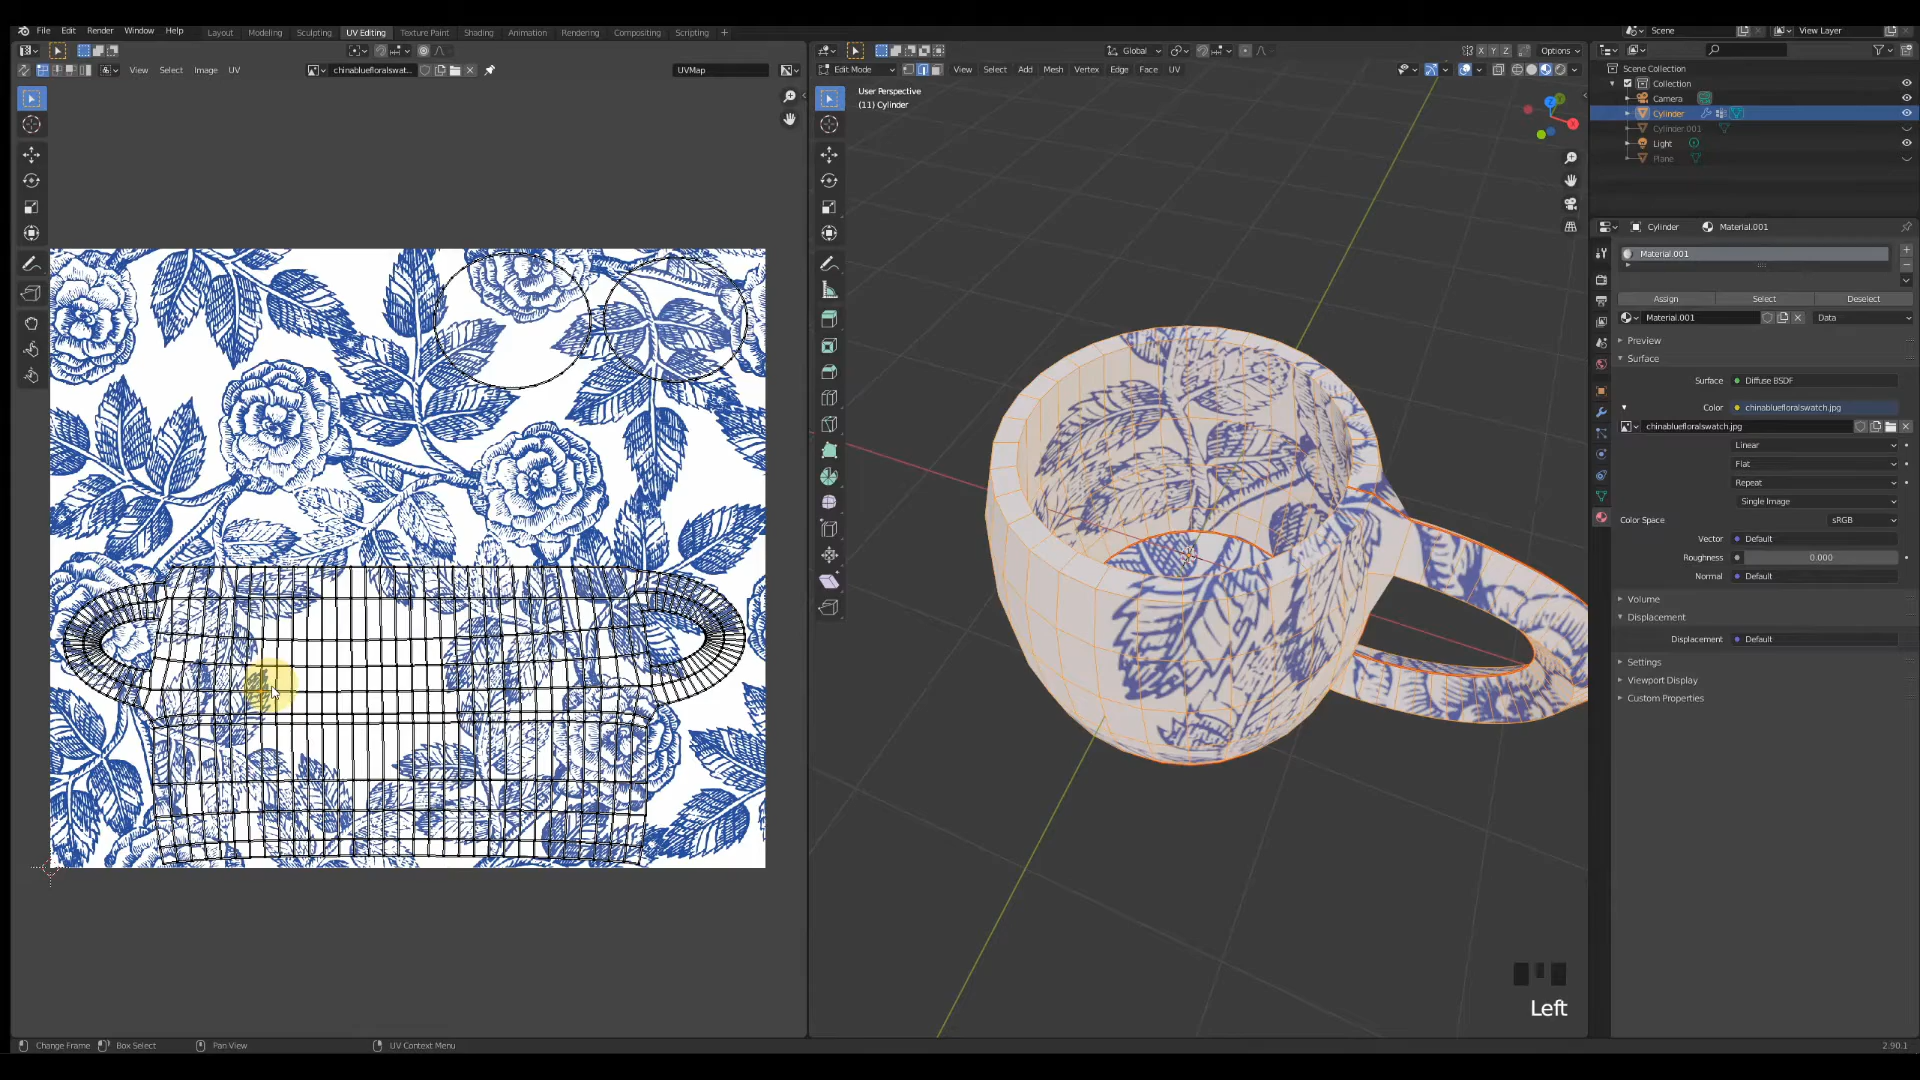 File Edit Render Window Help Layout Modeling Sculpting UV Editing Texture Paint Shading Animation Rendering Compositing Scripting + Scene View Layer
Global Options
View Select Image UV chinabluefloralswat... UVMap Edit Mode View Select Add Mesh Vertex Edge Face UV
Scene Collection
Collection
Camera
Cylinder
Cylinder.001
Light
Plane
User Perspective
(11) Cylinder
Cylinder Material.001
Material.001
Assign Select Deselect
Material.001 Data
Preview
Surface
Surface Diffuse BSDF
Color chinabluefloralswatch.jpg
chinabluefloralswatch.jpg
Linear
Flat
Repeat
Single Image
Color Space sRGB
Vector Default
Roughness 0.000
Normal Default
Volume
Displacement
Displacement Default
Settings
Viewport Display
Custom Properties
Left
Change Frame Box Select Pan View UV Context Menu 2.90.1